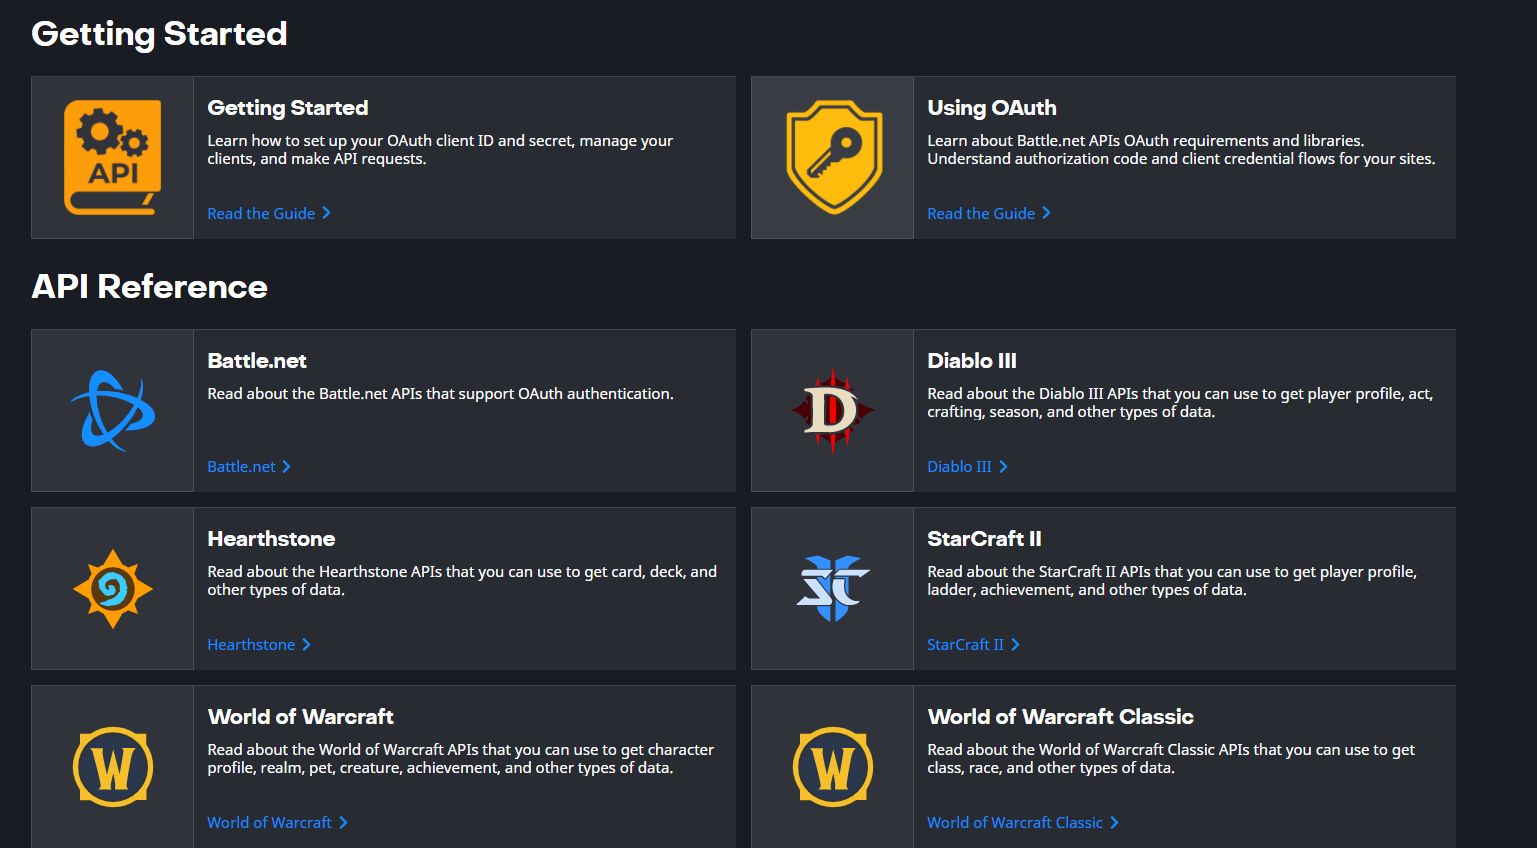 Getting Started
API
Getting Started
Learn how to set up your OAuth client ID and secret, manage your
clients, and make API requests.
Read the Guide
Using OAuth
Learn about Battle.net APIs OAuth requirements and libraries.
Understand authorization code and client credential flows for your sites.
Read the Guide
API Reference
Battle.net
Read about the Battle.net APIs that support OAuth authentication.
Battle.net
D
Diablo III
Read about the Diablo III APIs that you can use to get player profile, act,
crafting, season, and other types of data.
Diablo III
Hearthstone
Read about the Hearthstone APIs that you can use to get card, deck, and
other types of data.
Hearthstone
SC
StarCraft II
Read about the StarCraft II APIs that you can use to get player profile,
ladder, achievement, and other types of data.
StarCraft II
W
World of Warcraft
Read about the World of Warcraft APIs that you can use to get character
profile, realm, pet, creature, achievement, and other types of data.
World of Warcraft
W
World of Warcraft Classic
Read about the World of Warcraft Classic APIs that you can use to get
class, race, and other types of data.
World of Warcraft Classic